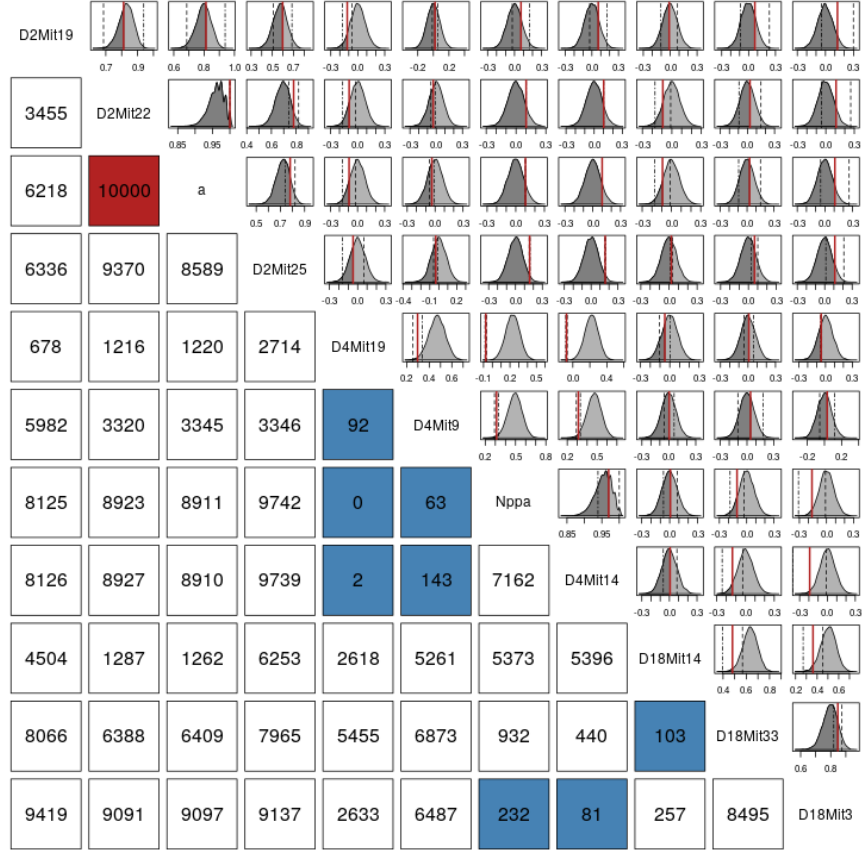 D2Mit19
0.7 0.9 0.6 0.8 1.0 0.3 0.5 0.7 -0.3 0.0 0.3 -0.2 0.2 -0.3 0.0 0.3 -0.3 0.0 0.3 -0.3 0.0 0.3 -0.3 0.0 0.3 -0.3 0.0 0.3
3455 D2Mit22
0.85 0.95 0.4 0.6 0.8 -0.3 0.0 0.3 -0.3 0.0 0.3 -0.3 0.0 0.3 -0.3 0.0 0.3 -0.3 0.0 0.3 -0.3 0.0 0.3 -0.3 0.0 0.3
6218 10000 a
0.5 0.7 0.9 -0.3 0.0 0.3 -0.3 0.0 0.3 -0.3 0.0 0.3 -0.3 0.0 0.3 -0.3 0.0 0.3 -0.3 0.0 0.3 -0.3 0.0 0.3
6336 9370 8589 D2Mit25
-0.3 0.0 0.3 -0.4 -0.1 0.2 -0.3 0.0 0.3 -0.3 0.0 0.3 -0.3 0.0 0.3 -0.3 0.0 0.3 -0.3 0.0 0.3
678 1216 1220 2714 D4Mit19
0.2 0.4 0.6 -0.1 0.2 0.5 0.0 0.4 -0.3 0.0 0.3 -0.3 0.0 0.3 -0.3 0.0 0.3
5982 3320 3345 3346 92 D4Mit9
0.2 0.5 0.8 0.2 0.4 0.6 -0.3 0.0 0.3 -0.3 0.0 0.3 -0.2 0.2
8125 8923 8911 9742 0 63 Nppa
0.85 0.95 -0.3 0.0 0.3 -0.3 0.0 0.3 -0.3 0.0 0.3
8126 8927 8910 9739 2 143 7162 D4Mit14
-0.3 0.0 0.3 -0.3 0.0 0.3 -0.3 0.0 0.3
4504 1287 1262 6253 2618 5261 5373 5396 D18Mit14
0.4 0.6 0.8 0.2 0.4 0.6
8066 6388 6409 7965 5455 6873 932 440 103 D18Mit33
0.6 0.8
9419 9091 9097 9137 2633 6487 232 81 257 8495 D18Mit3